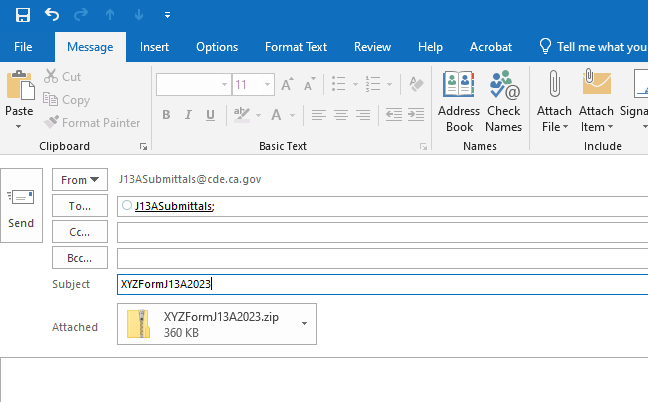 File Message Insert Options Format Text Review Help Acrobat Tell me what you
Paste Cut Copy Format Painter
Clipboard
11
B I U A
Basic Text
Address Book Check Names
Names
Attach File Attach Item Signa
Include
Send
From J13ASubmittals@cde.ca.gov
To... J13ASubmittals;
Cc...
Bcc...
Subject XYZFormJ13A2023
Attached XYZFormJ13A2023.zip
360 KB